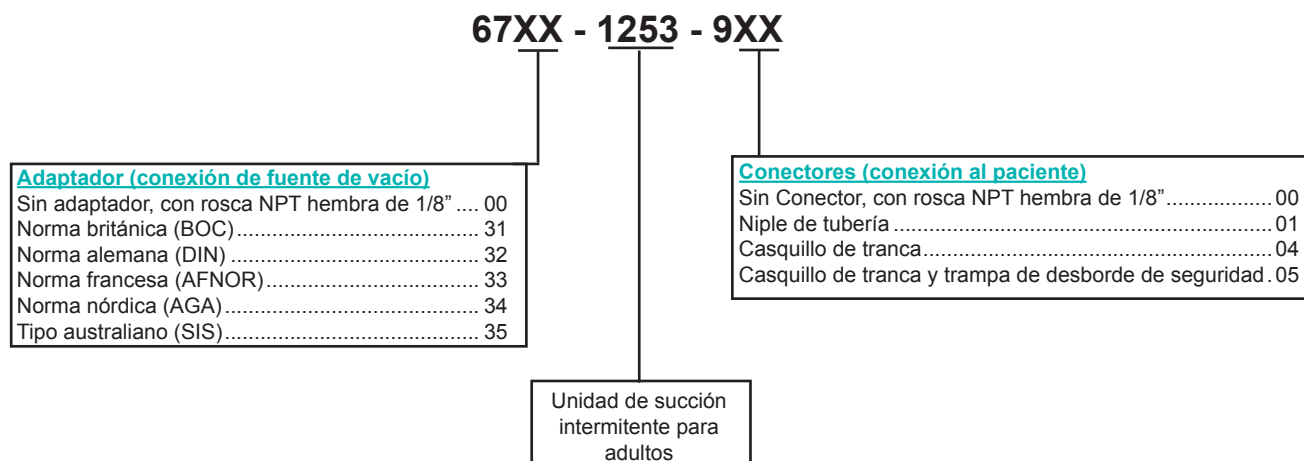 67XX - 1253 - 9XX
Adaptador (conexión de fuente de vacío)
Sin adaptador, con rosca NPT hembra de 1/8” .... 00
Norma británica (BOC) ................................................ 31
Norma alemana (DIN) ................................................. 32
Norma francesa (AFNOR) ........................................... 33
Norma nórdica (AGA) .................................................. 34
Tipo australiano (SIS) .................................................. 35
Conectores (conexión al paciente)
Sin Conector, con rosca NPT hembra de 1/8” .................. 00
Niple de tubería ................................................................ 01
Casquillo de tranca ........................................................... 04
Casquillo de tranca y trampa de desborde de seguridad . 05
Unidad de succión
intermitente para
adultos